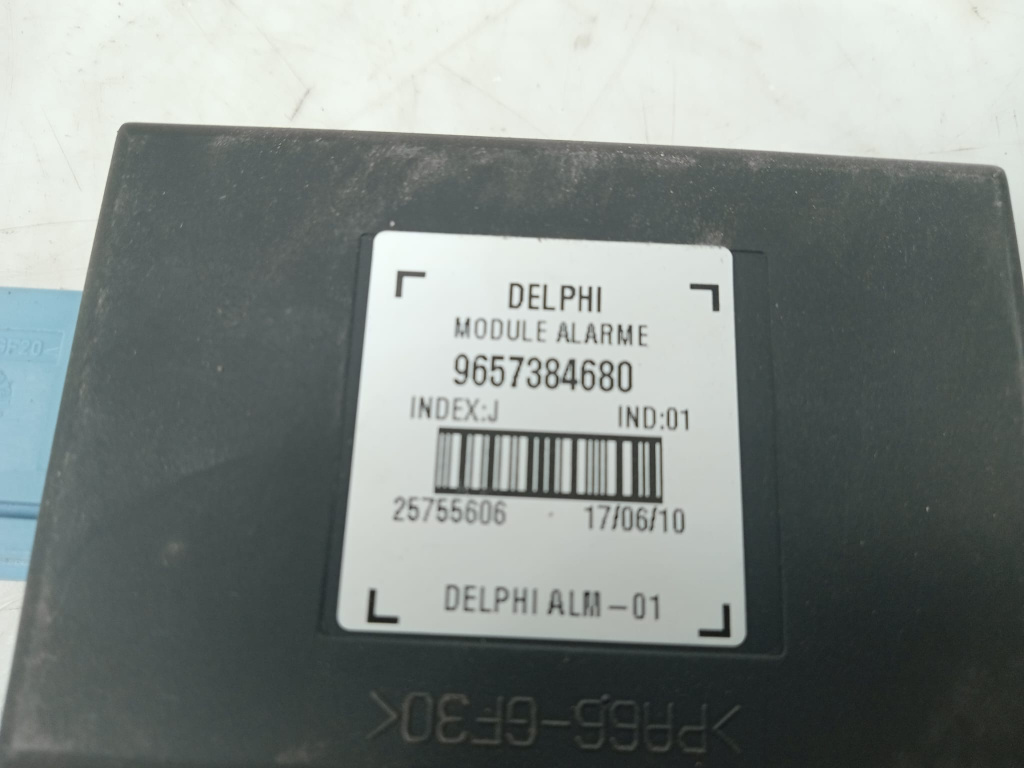 DELPHI
MODULE ALARME
9657384680
INDEX:J IND:01
25755606 17/06/10
DELPHI ALM-01
>PA66-GF30<